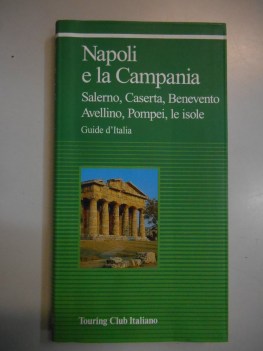 Napoli
e la Campania
Salerno, Caserta, Benevento
Avellino, Pompei, le isole
Guide d'Italia
Touring Club Italiano